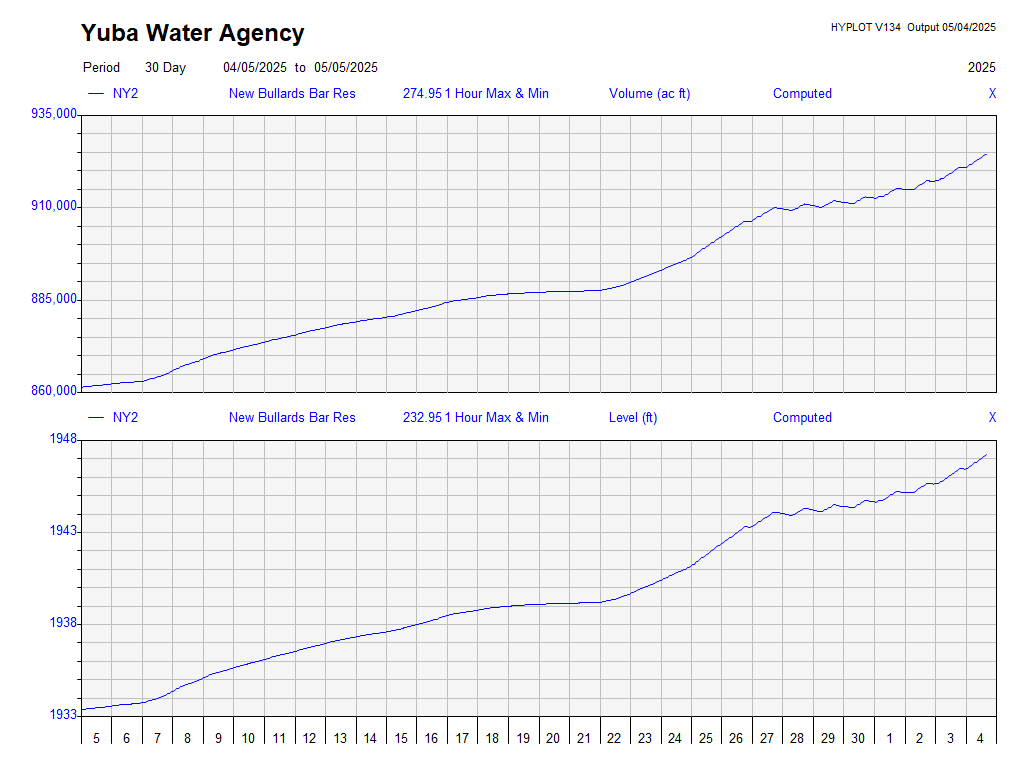 Yuba Water Agency
HYPLOT V134 Output 05/04/2025
Period 30 Day 04/05/2025 to 05/05/2025 2025
NY2 New Bullards Bar Res 274.95 1 Hour Max & Min Volume (ac ft) Computed X
935,000
910,000
885,000
860,000
NY2 New Bullards Bar Res 232.95 1 Hour Max & Min Level (ft) Computed X
1948
1943
1938
1933
5 6 7 8 9 10 11 12 13 14 15 16 17 18 19 20 21 22 23 24 25 26 27 28 29 30 1 2 3 4